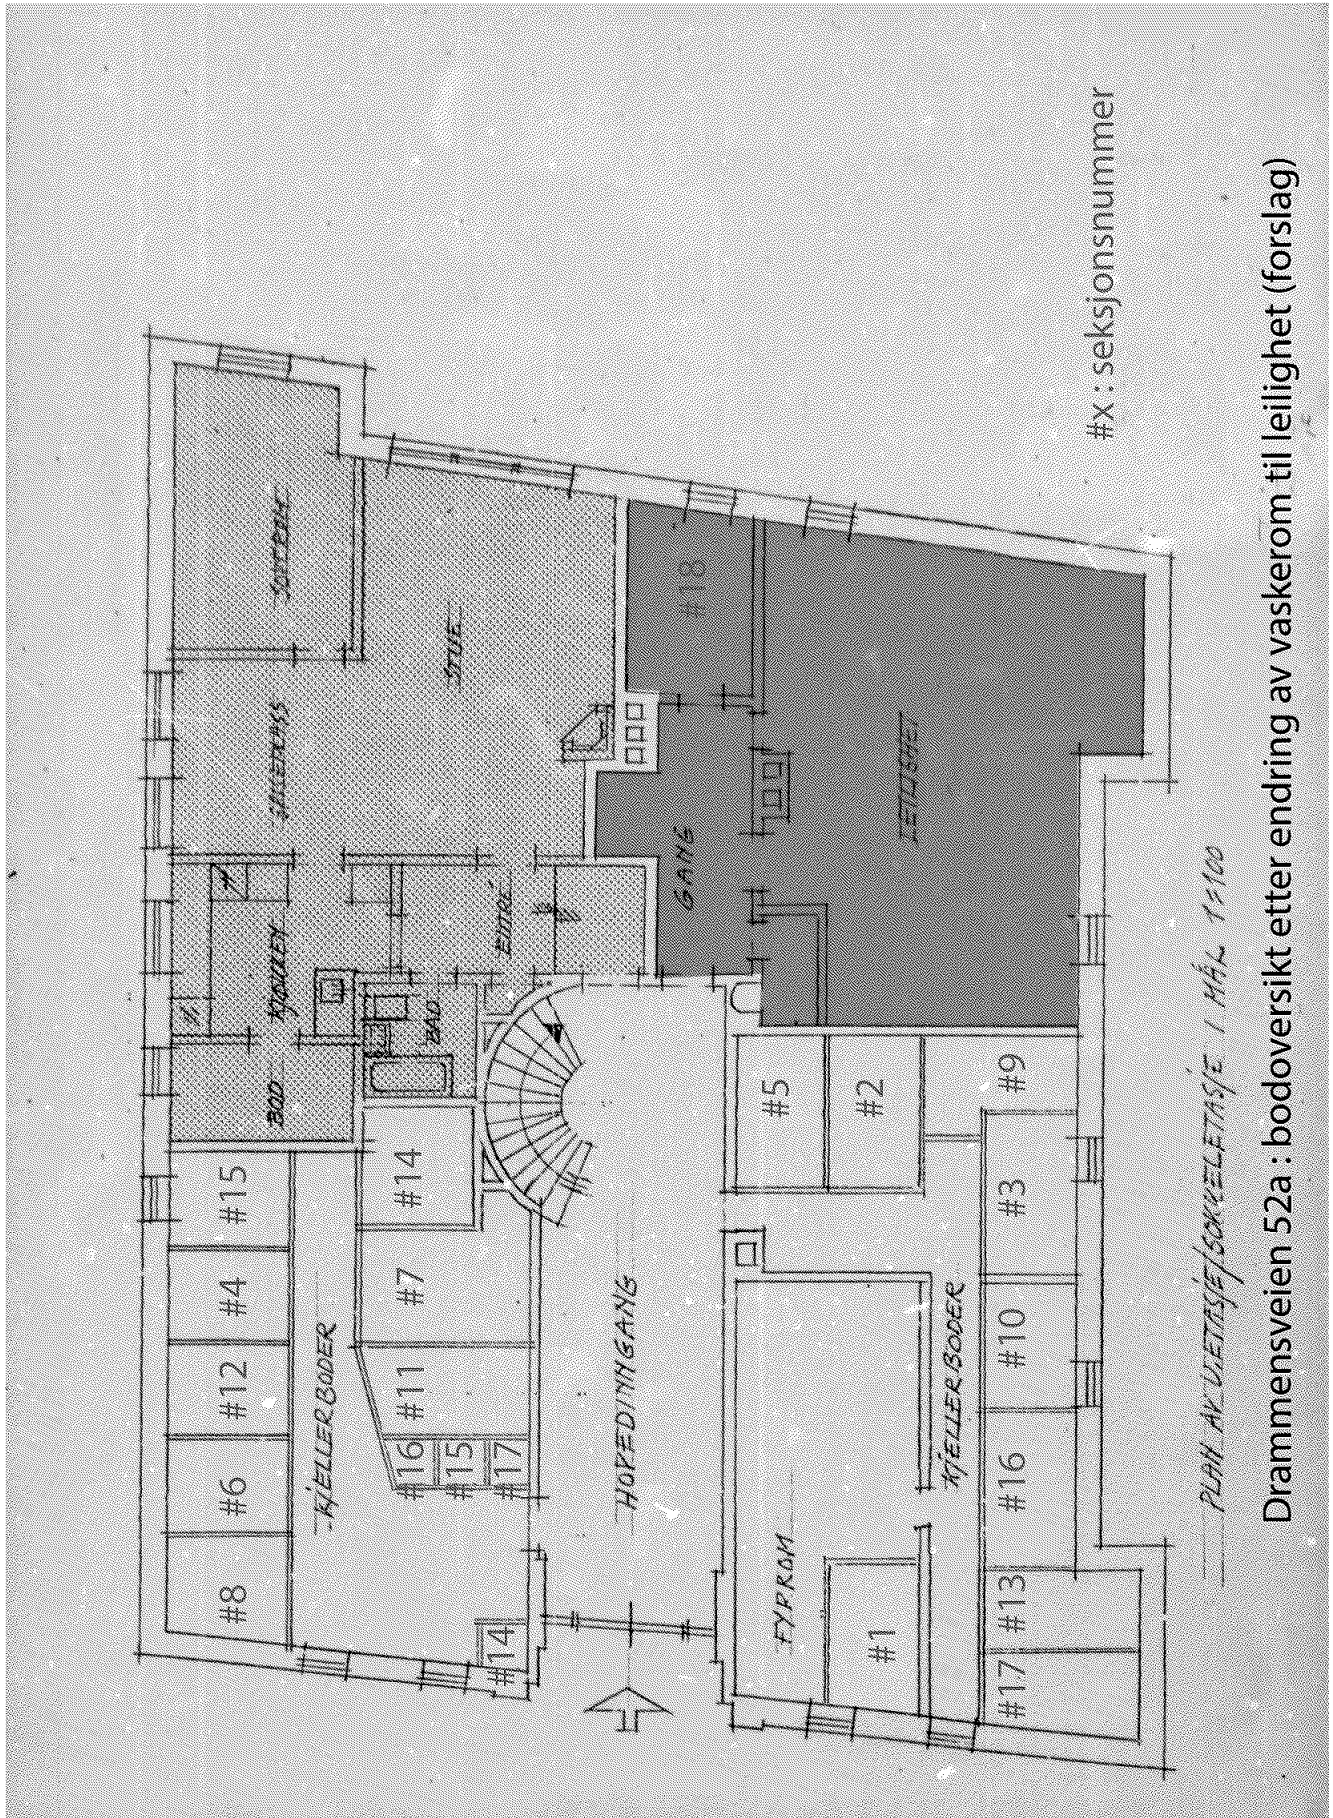 SOVEROM
STUE
SPISEPLASS
KJØKKEN
ENTRÉ
BAD
BOD
#15
#4
#12
#6
#8
#14
#7
#11
#16
#15
#17
#14
KJELLERBODER
HOVEDINNGANG
#18
GANG
LEILIGHET
#5
#2
#9
#3
#10
#16
#13
#17
#1
FYRROM
KJELLERBODER
#x : seksjonsnummer
PLAN AV U.ETASJE/SOKKELETASJE I MÅL 1:100
Drammensveien 52a : bodoversikt etter endring av vaskerom til leilighet (forslag)